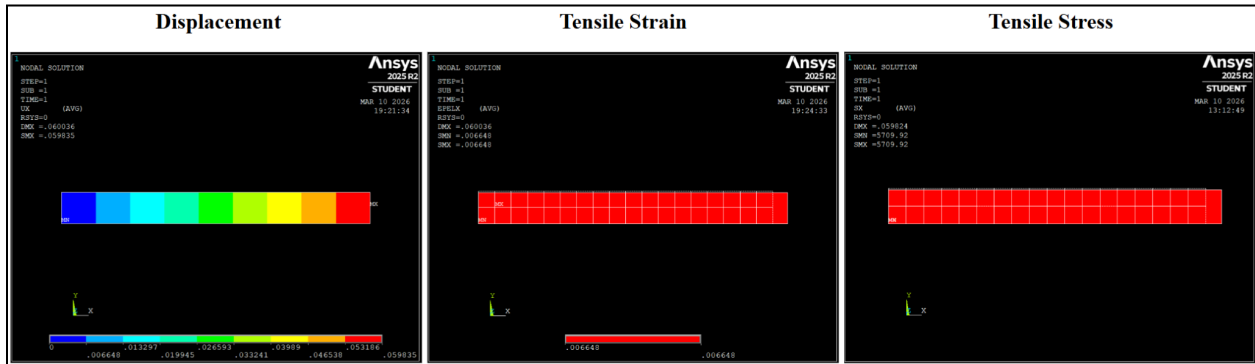 Displacement
Tensile Strain
Tensile Stress
1
NODAL SOLUTION
STEP=1
SUB =1
TIME=1
UX (AVG)
RSYS=0
DMX =.060036
SMX =.059835
Ansys
2025 R2
STUDENT
MAR 10 2026
19:21:34
MX
MN
Y
X
0 .013297 .026593 .03989 .053186
.006648 .019945 .033241 .046538 .059835
1
NODAL SOLUTION
STEP=1
SUB =1
TIME=1
EPELX (AVG)
RSYS=0
DMX =.060036
SMN =.006648
SMX =.006648
Ansys
2025 R2
STUDENT
MAR 10 2026
19:24:33
MX
MN
Y
X
.006648
.006648
1
NODAL SOLUTION
STEP=1
SUB =1
TIME=1
SX (AVG)
RSYS=0
DMX =.059824
SMN =5709.92
SMX =5709.92
Ansys
2025 R2
STUDENT
MAR 10 2026
13:12:49
Y
X